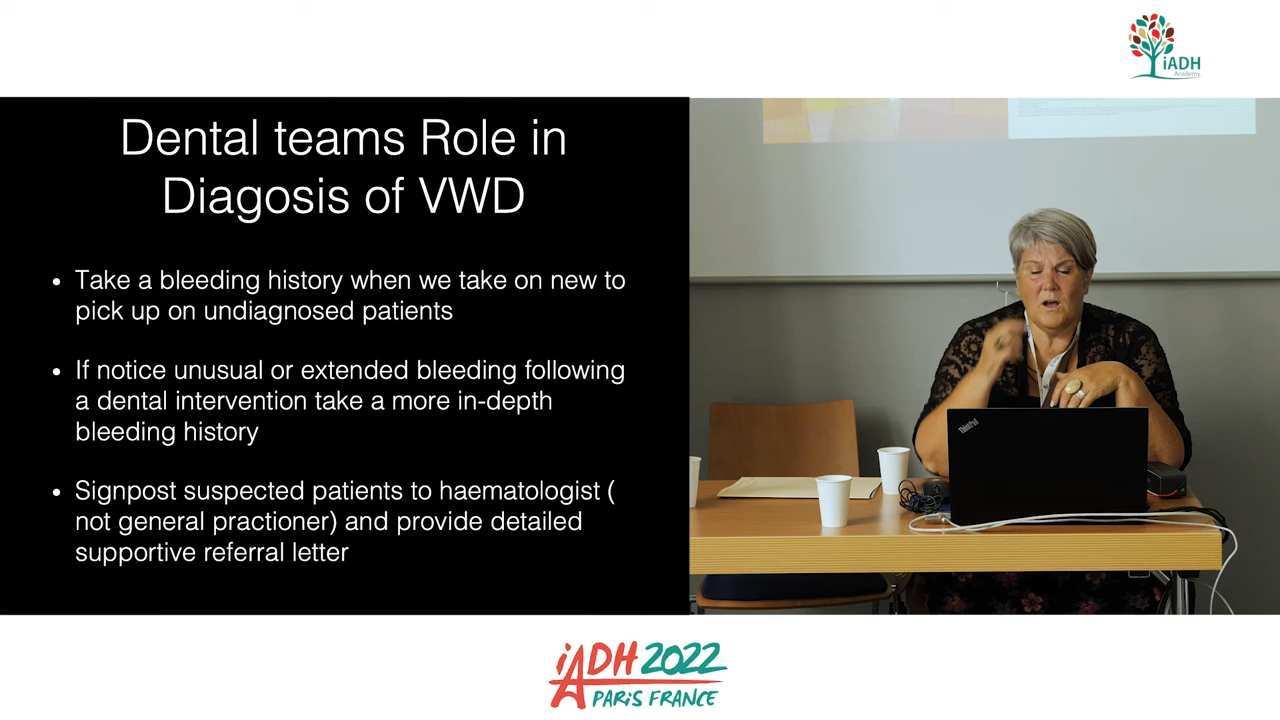 iADH
Academy
Dental teams Role in
Diagosis of VWD
• Take a bleeding history when we take on new to
pick up on undiagnosed patients
• If notice unusual or extended bleeding following
a dental intervention take a more in-depth
bleeding history
• Signpost suspected patients to haematologist (
not general practioner) and provide detailed
supportive referral letter
ThinkPad
iADH 2022
PARIS FRANCE